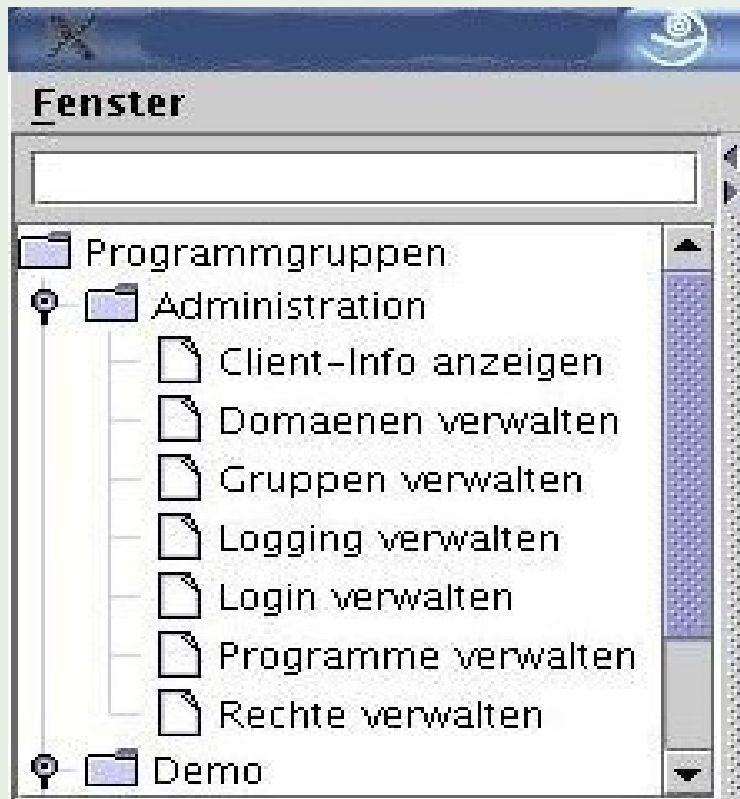 Fenster
Programmgruppen
Administration
Client-Info anzeigen
Domaenen verwalten
Gruppen verwalten
Logging verwalten
Login verwalten
Programme verwalten
Rechte verwalten
Demo